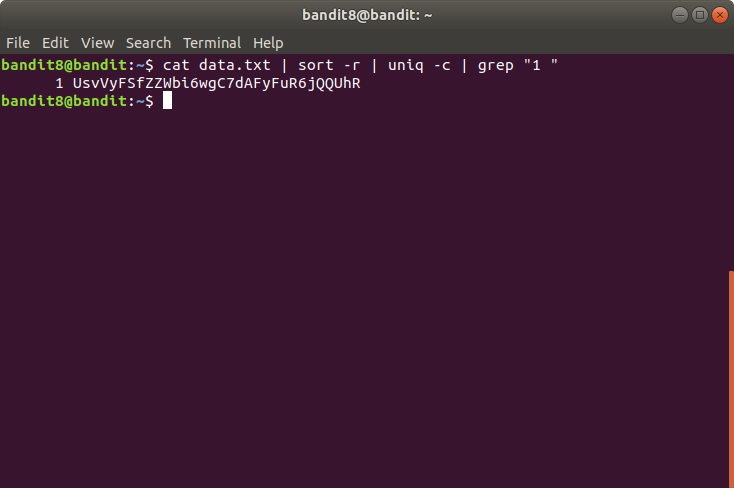 bandit8@bandit: ~
File Edit View Search Terminal Help
bandit8@bandit:~$ cat data.txt | sort -r | uniq -c | grep "1 "
      1 UsvVyFSfZZWbi6wgC7dAFyFuR6jQQUhR
bandit8@bandit:~$